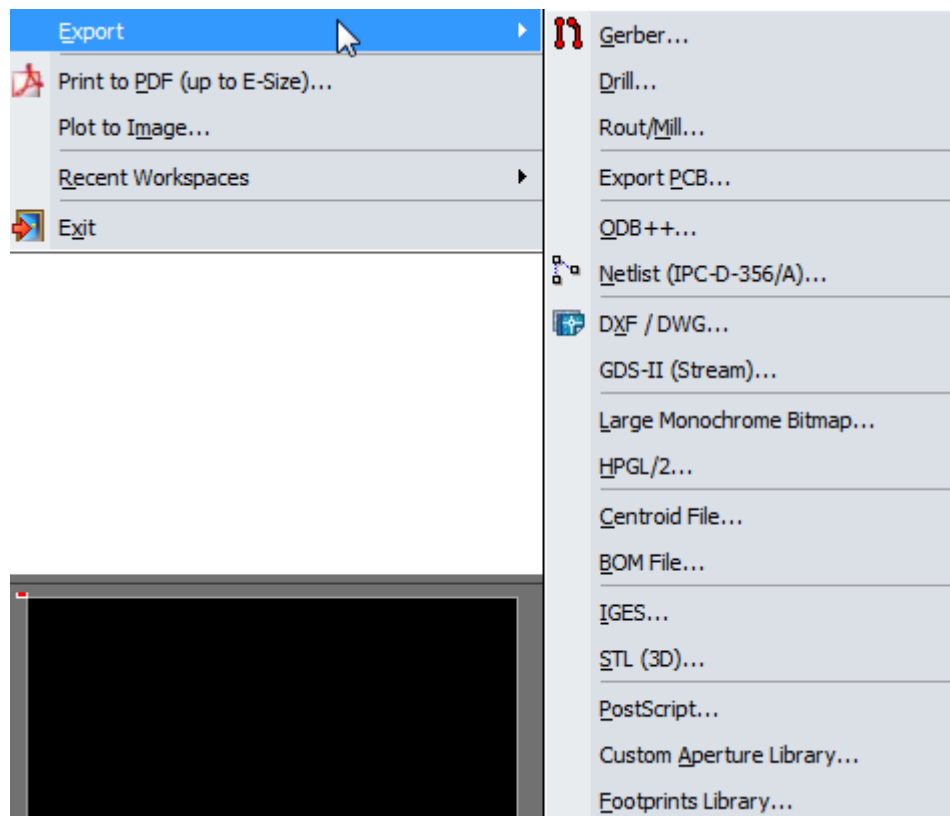 Export
Print to PDF (up to E-Size)...
Plot to Image...
Recent Workspaces
Exit
Gerber...
Drill...
Rout/Mill...
Export PCB...
ODB++...
Netlist (IPC-D-356/A)...
DXF / DWG...
GDS-II (Stream)...
Large Monochrome Bitmap...
HPGL/2...
Centroid File...
BOM File...
IGES...
STL (3D)...
PostScript...
Custom Aperture Library...
Footprints Library...